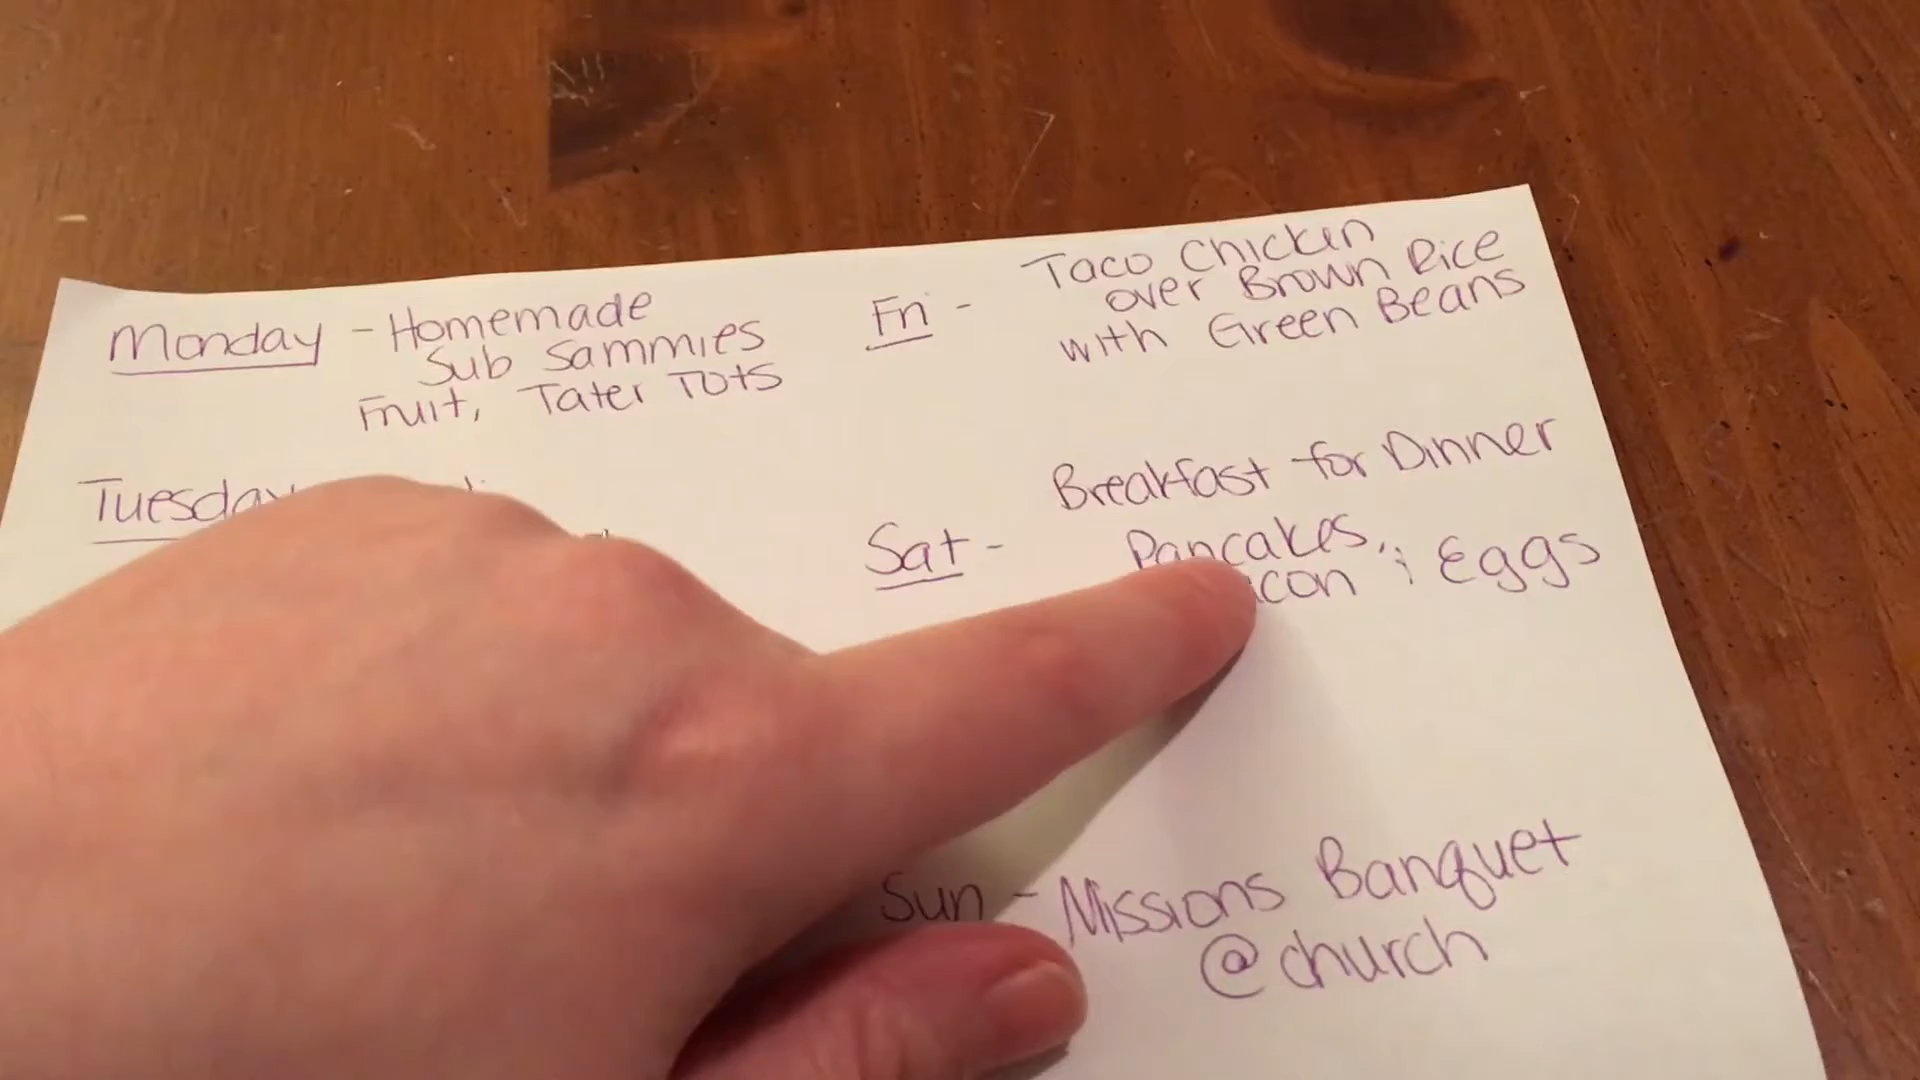 Monday - Homemade
Sub Sammies
Fruit, Tater Tots
Tuesday
Fri -
Taco Chicken
over Brown Rice
with Green Beans
Sat -
Breakfast for Dinner
Pancakes,
acon & Eggs
Sun - Missions Banquet
@ church